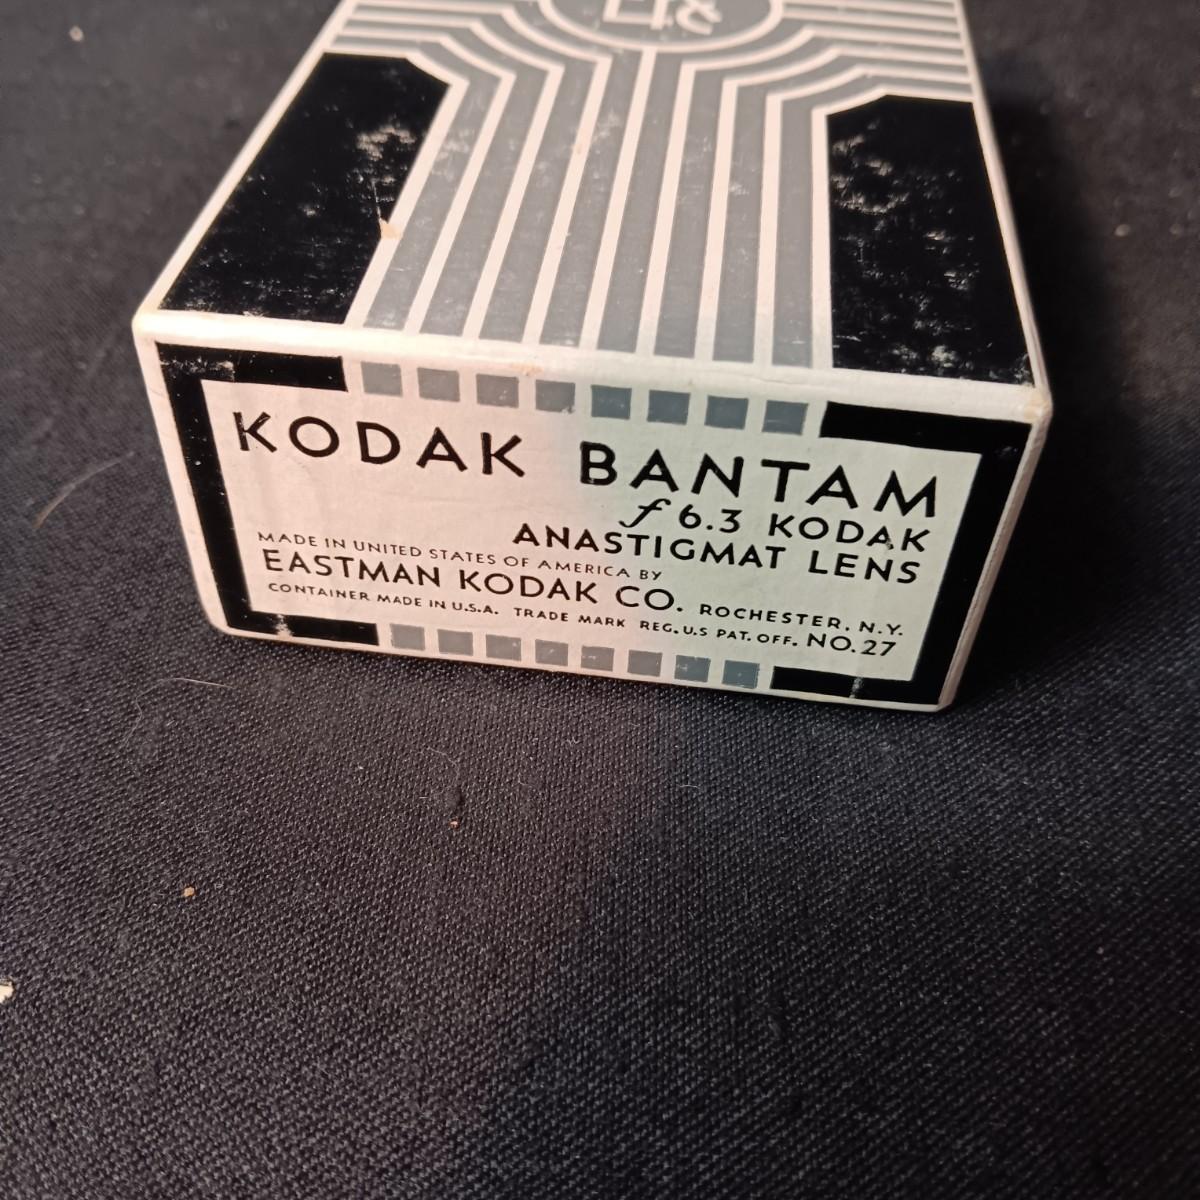 KODAK BANTAM
f 6.3 KODAK
ANASTIGMAT LENS
MADE IN UNITED STATES OF AMERICA BY
EASTMAN KODAK CO. ROCHESTER, N.Y.
CONTAINER MADE IN U.S.A. TRADE MARK REG. U.S PAT. OFF. NO. 27